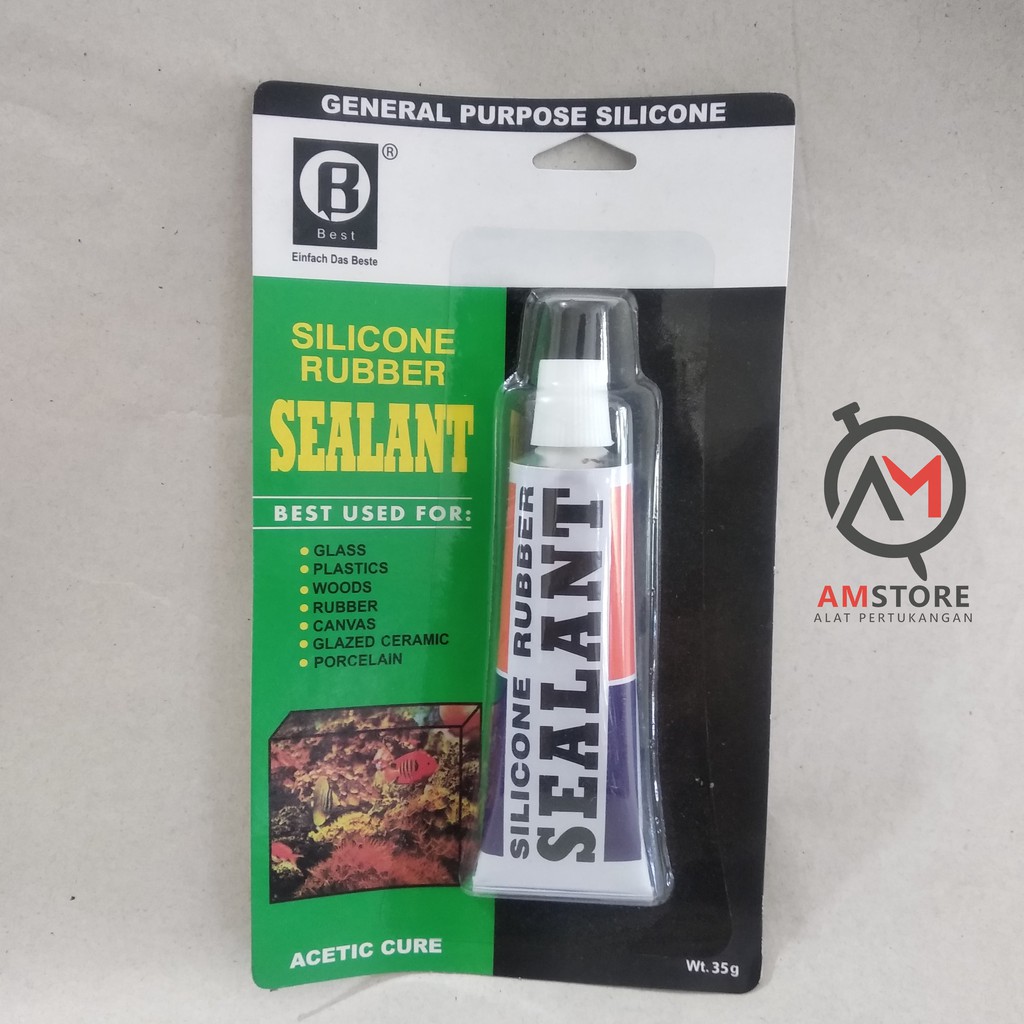 GENERAL PURPOSE SILICONE
B
®
Best
Einfach Das Beste
SILICONE
RUBBER
SEALANT
BEST USED FOR:
GLASS
PLASTICS
WOODS
RUBBER
CANVAS
GLAZED CERAMIC
PORCELAIN
ACETIC CURE
SILICONE RUBBER
SEALANT
Wt. 35g
AM
AMSTORE
ALAT PERTUKANGAN